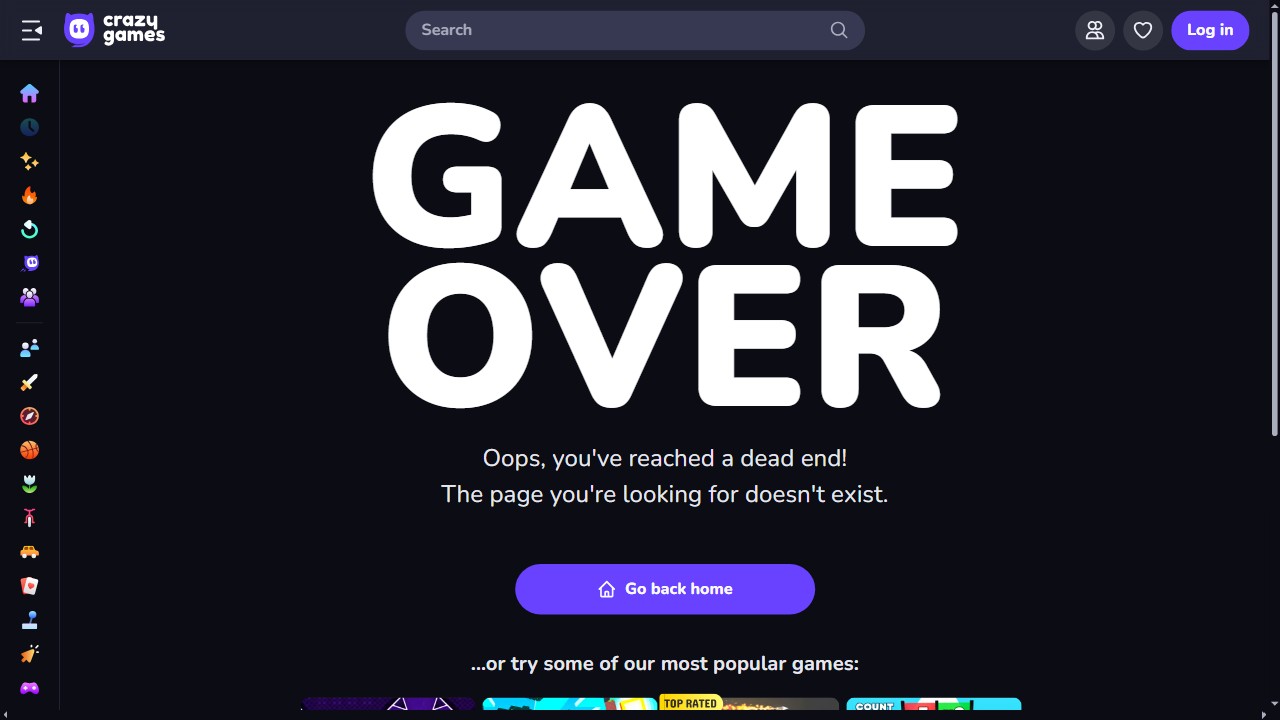 crazy
games
Search
Log in
GAME
OVER
Oops, you've reached a dead end!
The page you're looking for doesn't exist.
Go back home
...or try some of our most popular games:
TOP RATED
COUNT